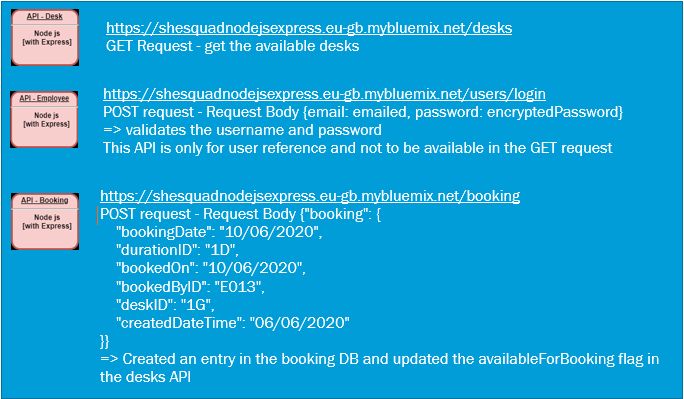 API - Desk
Node js
[with Express]
https://shesquadnodejsexpress.eu-gb.mybluemix.net/desks
GET Request - get the available desks
API - Employee
Node js
[with Express]
https://shesquadnodejsexpress.eu-gb.mybluemix.net/users/login
POST request - Request Body {email: emailed, password: encryptedPassword}
=> validates the username and password
This API is only for user reference and not to be available in the GET request
API - Booking
Node js
[with Express]
https://shesquadnodejsexpress.eu-gb.mybluemix.net/booking
POST request - Request Body {"booking": {
"bookingDate": "10/06/2020",
"durationID": "1D",
"bookedOn": "10/06/2020",
"bookedByID": "E013",
"deskID": "1G",
"createdDateTime": "06/06/2020"
}}
=> Created an entry in the booking DB and updated the availableForBooking flag in
the desks API